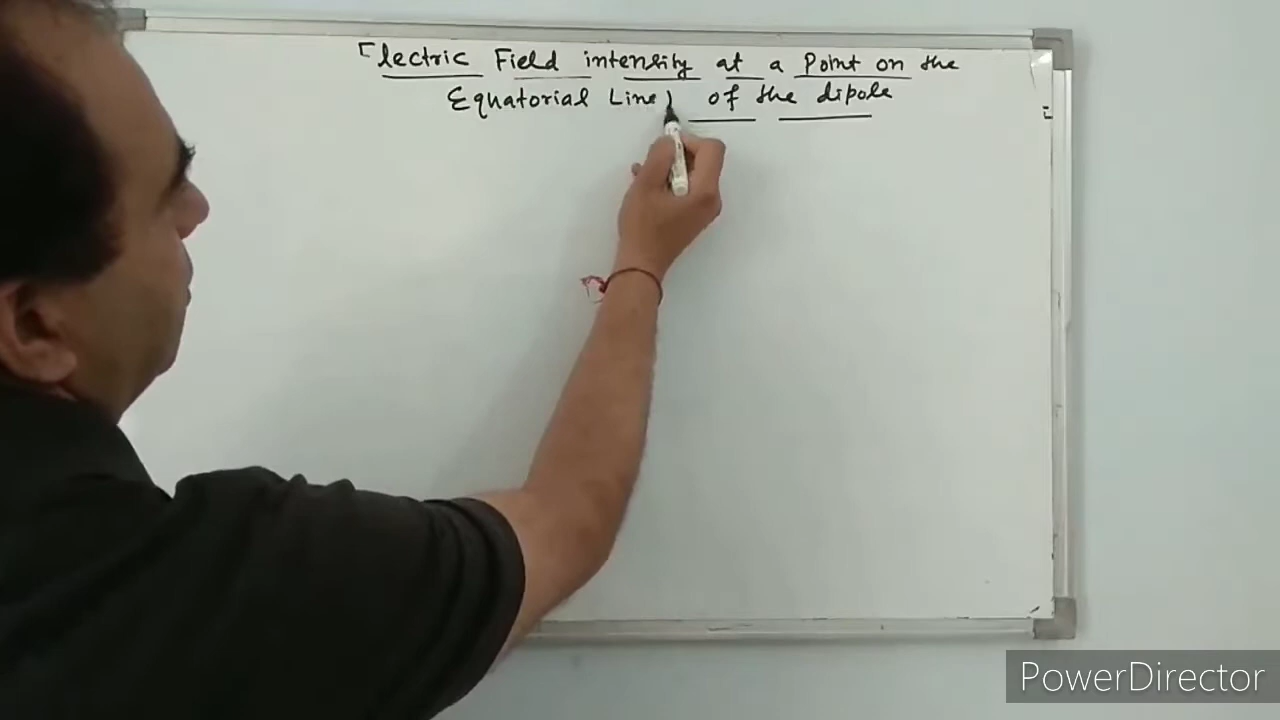 Electric Field intensity at a Point on the
Equatorial Line) of the dipole
PowerDirector